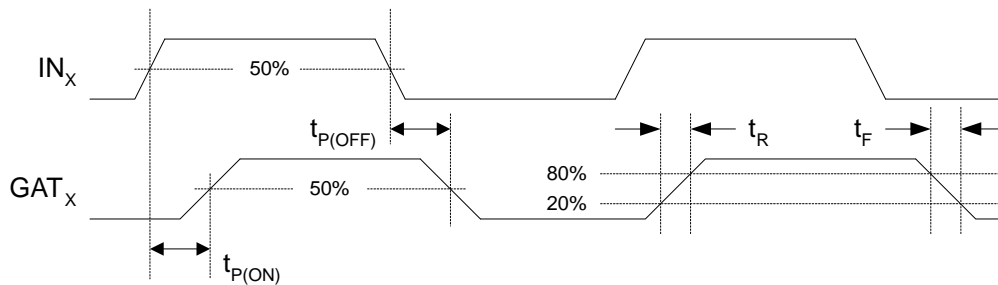 IN_X
50%
t_P(OFF)
t_R
t_F
GAT_X
50%
80%
20%
t_P(ON)